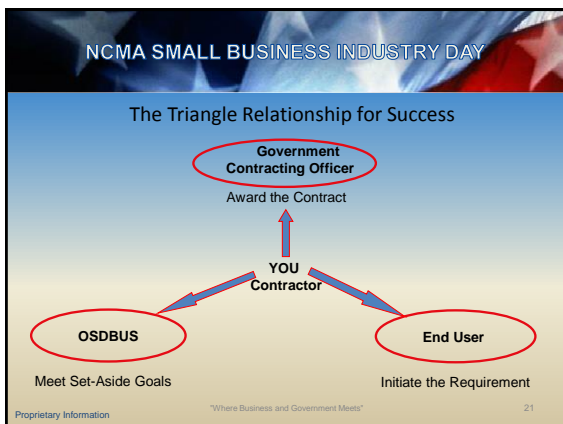 NCMA SMALL BUSINESS INDUSTRY DAY
The Triangle Relationship for Success
Government
Contracting Officer
Award the Contract
YOU
Contractor
OSDBUS
End User
Meet Set-Aside Goals
Initiate the Requirement
Proprietary Information
"Where Business and Government Meets"
21